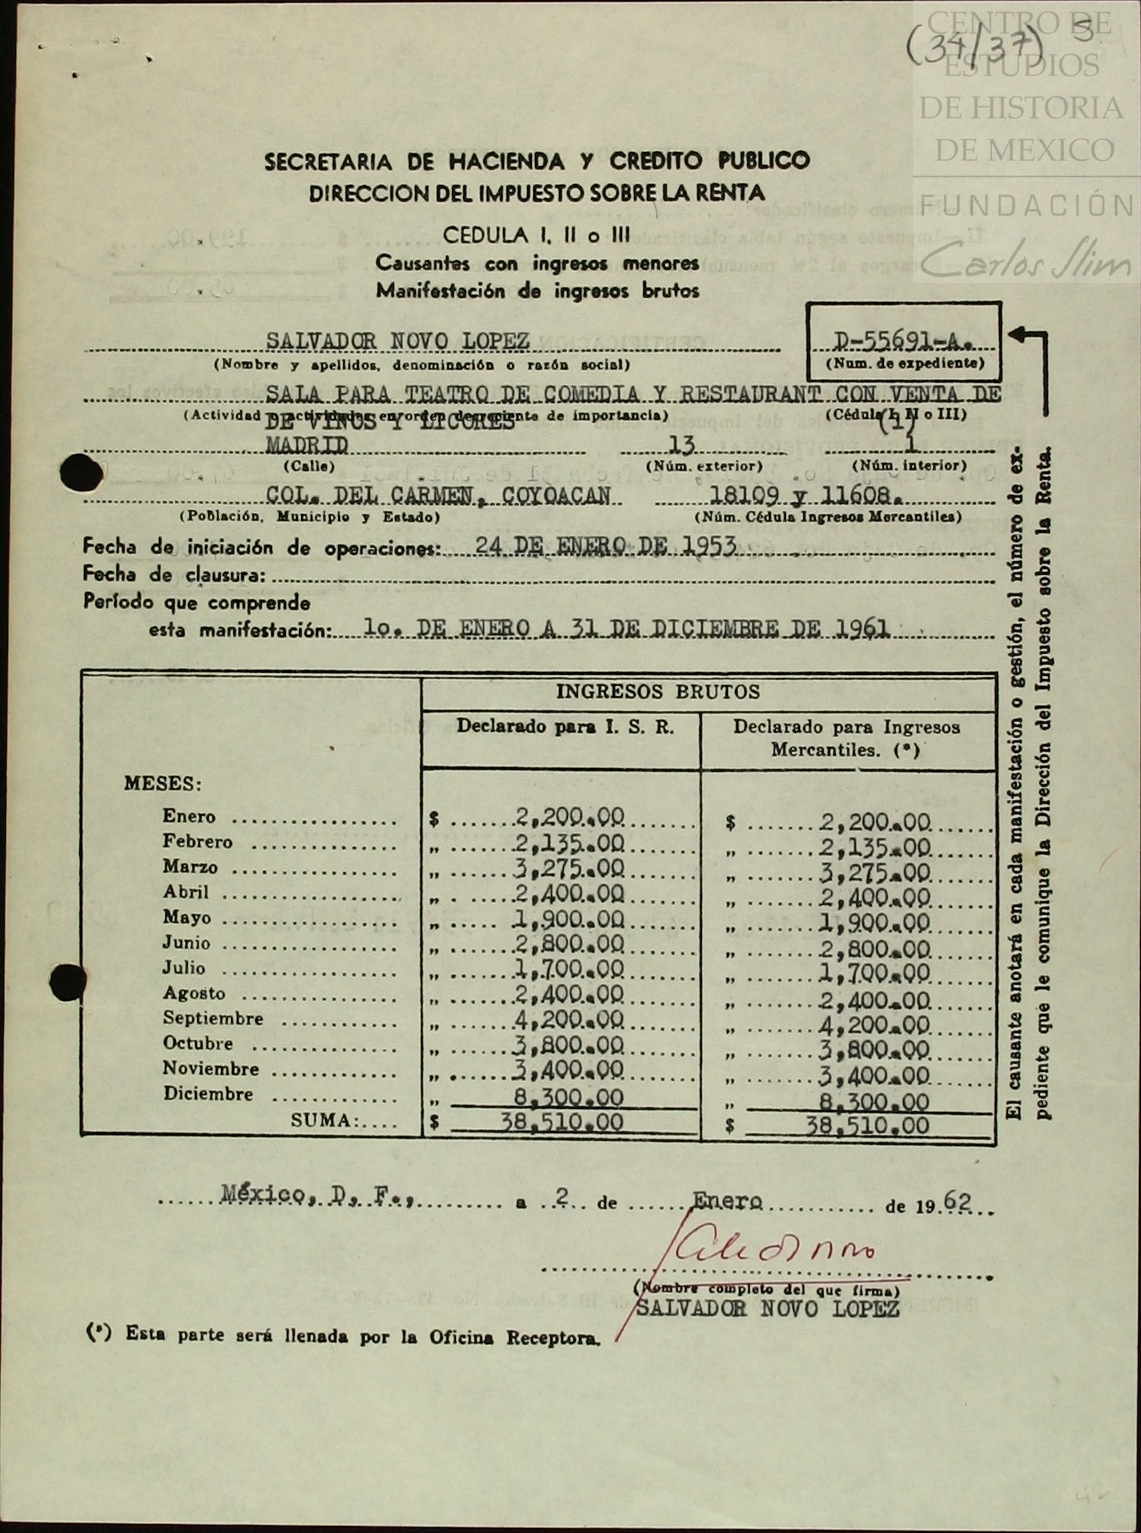 (34/37) S
CENTRO DE
ESTUDIOS
DE HISTORIA
DE MEXICO
FUNDACIÓN
Carlos Slim
SECRETARIA DE HACIENDA Y CREDITO PUBLICO
DIRECCION DEL IMPUESTO SOBRE LA RENTA
CEDULA I, II o III
Causantes con ingresos menores
Manifestación de ingresos brutos
SALVADOR NOVO LOPEZ D-55691-A.
(Nombre y apellidos, denominación o razón social) (Num. de expediente)
SALA PARA TEATRO DE COMEDIA Y RESTAURANT CON VENTA DE
(Actividad o actividades en orden decreciente de importancia) (Cédula I, II o III)
DE VINOS Y LICORES (1)
MADRID 13 1
(Calle) (Núm. exterior) (Núm. interior)
COL. DEL CARMEN, COYOACAN 18109 y 11608.
(Población, Municipio y Estado) (Núm. Cédula Ingresos Mercantiles)
Fecha de iniciación de operaciones: 24 DE ENERO DE 1953
Fecha de clausura:
Período que comprende
esta manifestación: 1o. DE ENERO A 31 DE DICIEMBRE DE 1961
El causante anotará en cada manifestación o gestión, el número de ex-
pediente que le comunique la Dirección del Impuesto sobre la Renta.
INGRESOS BRUTOS
Declarado para I. S. R. Declarado para Ingresos
Mercantiles. (*)
MESES:
Enero ................ $ 2,200.00 $ 2,200.00
Febrero .............. „ 2,135.00 „ 2,135.00
Marzo ................ „ 3,275.00 „ 3,275.00
Abril ................ „ 2,400.00 „ 2,400.00
Mayo ................ „ 1,900.00 „ 1,900.00
Junio ................ „ 2,800.00 „ 2,800.00
Julio ................ „ 1,700.00 „ 1,700.00
Agosto .............. „ 2,400.00 „ 2,400.00
Septiembre ........... „ 4,200.00 „ 4,200.00
Octubre .............. „ 3,800.00 „ 3,800.00
Noviembre ............ „ 3,400.00 „ 3,400.00
Diciembre ............ „ 8,300.00 „ 8,300.00
SUMA:.... $ 38,510.00 $ 38,510.00
México, D. F., a 2 de Enero de 1962
(Nombre completo del que firma)
SALVADOR NOVO LOPEZ
(*) Esta parte será llenada por la Oficina Receptora.